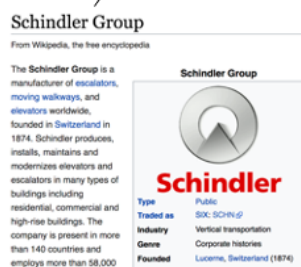 Schindler Group
From Wikipedia, the free encyclopedia
The Schindler Group is a
manufacturer of escalators,
moving walkways, and
elevators worldwide,
founded in Switzerland in
1874. Schindler produces,
installs, maintains and
modernizes elevators and
escalators in many types of
buildings including
residential, commercial and
high-rise buildings. The
company is present in more
than 140 countries and
employs more than 58,000
Schindler Group
Schindler
Type Public
Traded as SIX: SCHN
Industry Vertical transportation
Genre Corporate histories
Founded Lucerne, Switzerland (1874)